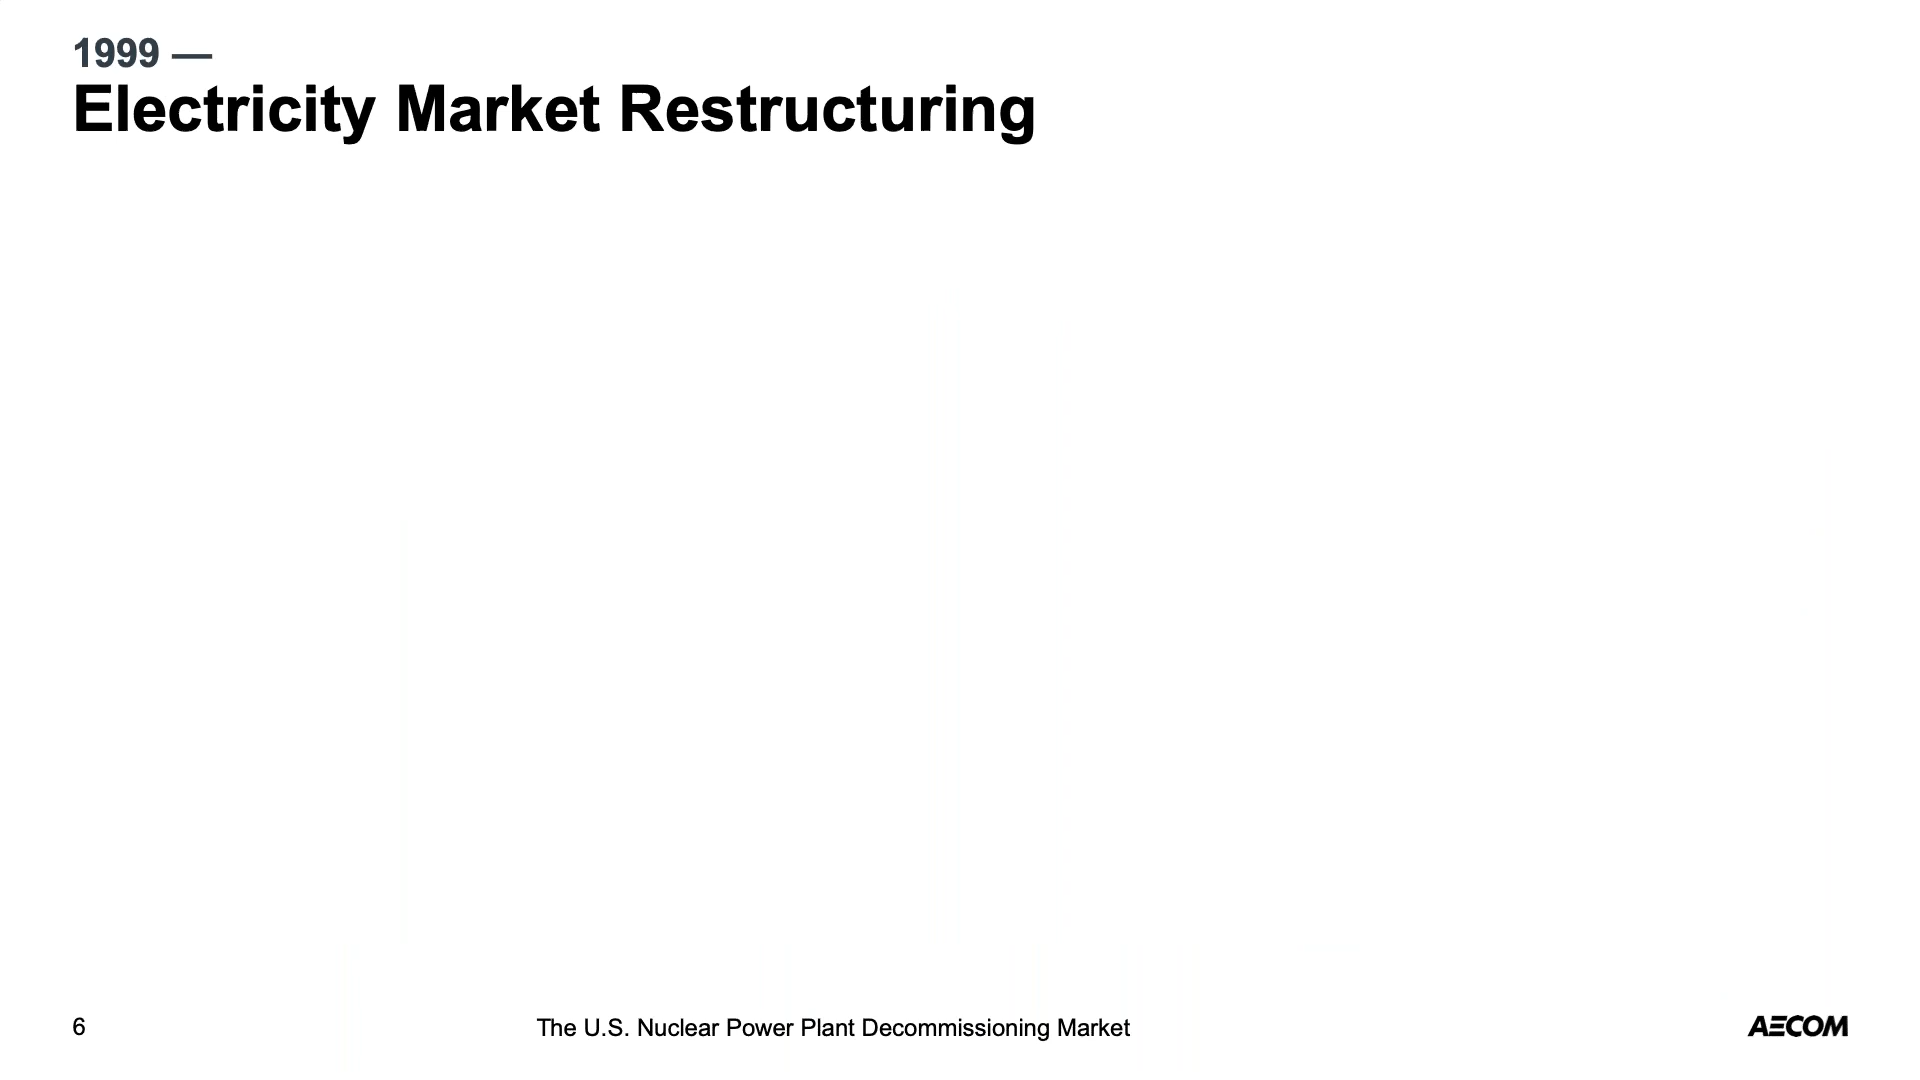 1999 —
Electricity Market Restructuring
6
The U.S. Nuclear Power Plant Decommissioning Market
AECOM